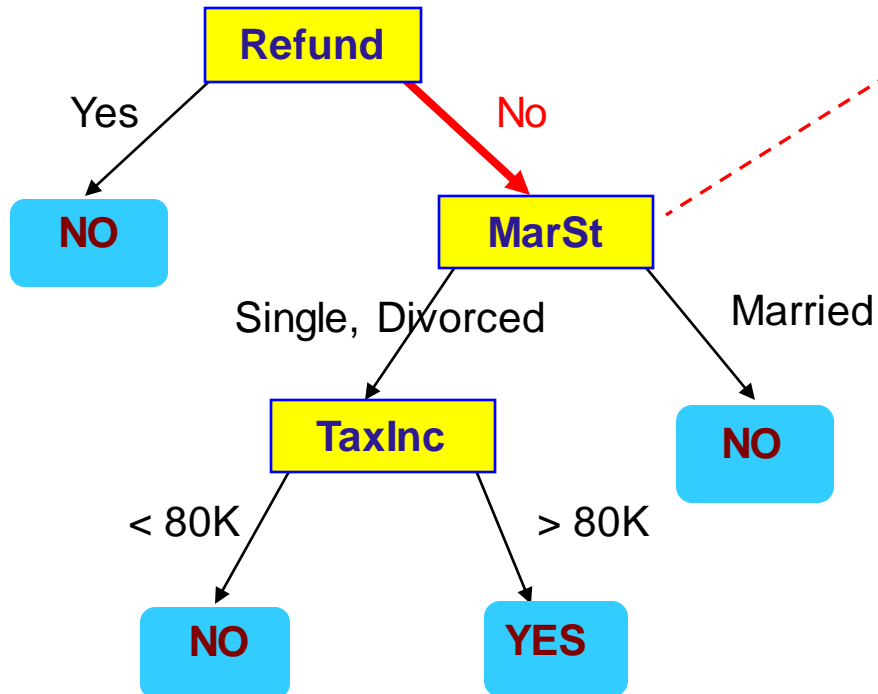 Refund
Yes
No
NO
MarSt
Single, Divorced
Married
TaxInc
NO
< 80K
> 80K
NO
YES